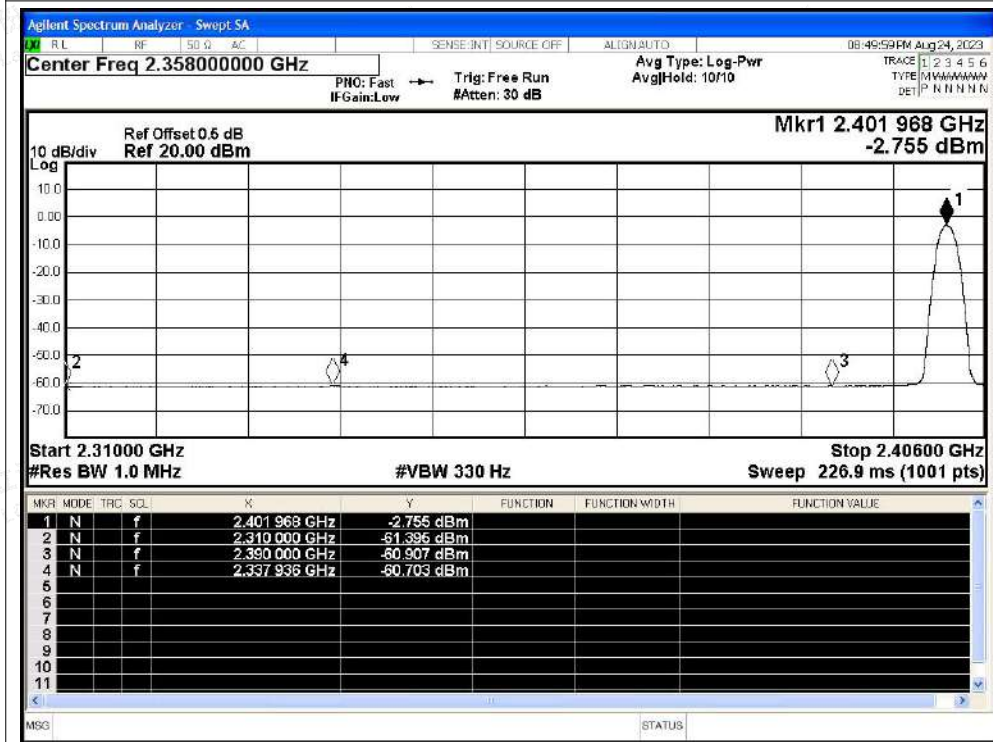 Agilent Spectrum Analyzer - Swept SA
LXI RL RF 50 Ω AC SENSE:INT SOURCE OFF ALIGN AUTO 08:49:59 PM Aug 24, 2023
Center Freq 2.358000000 GHz
PNO: Fast
IFGain:Low
Trig: Free Run
#Atten: 30 dB
Avg Type: Log-Pwr
Avg|Hold: 10/10
TRACE 1 2 3 4 5 6
TYPE MWWWWW
DET P N N N N N
Ref Offset 0.5 dB
10 dB/div Ref 20.00 dBm
Log
Mkr1 2.401 968 GHz
-2.755 dBm
10.0
0.00
-10.0
-20.0
-30.0
-40.0
-50.0
-60.0
-70.0
1
2
4
3
Start 2.31000 GHz Stop 2.40600 GHz
#Res BW 1.0 MHz #VBW 330 Hz Sweep 226.9 ms (1001 pts)
MKR MODE TRC SCL X Y FUNCTION FUNCTION WIDTH FUNCTION VALUE
1 N f 2.401 968 GHz -2.755 dBm
2 N f 2.310 000 GHz -61.395 dBm
3 N f 2.390 000 GHz -60.907 dBm
4 N f 2.337 936 GHz -60.703 dBm
5
6
7
8
9
10
11
MSG STATUS